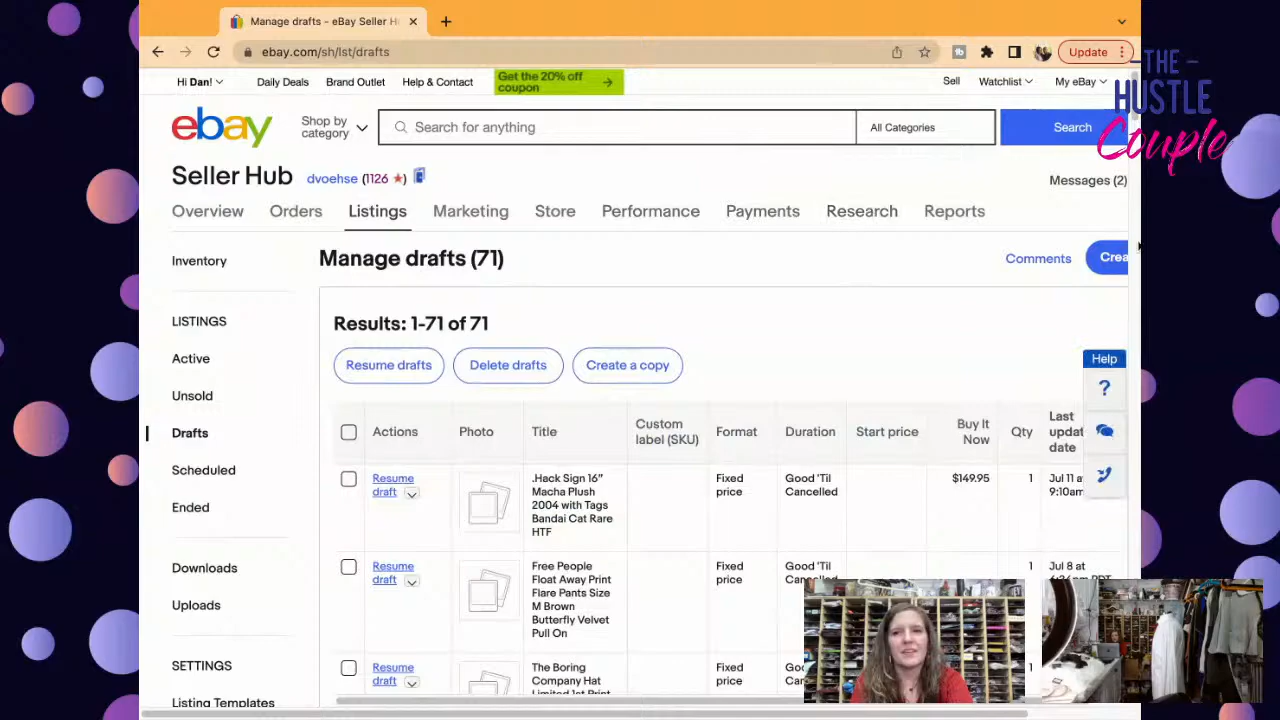 Manage drafts - eBay Seller H
ebay.com/sh/lst/drafts
Update
Hi Dan!
Daily Deals
Brand Outlet
Help & Contact
Get the 20% off
coupon
Sell
Watchlist
My eBay
THE
HUSTLE
Couple
ebay
Shop by
category
Search for anything
All Categories
Search
Seller Hub
dvoehse (1126 ★)
Messages (2)
Overview
Orders
Listings
Marketing
Store
Performance
Payments
Research
Reports
Inventory
LISTINGS
Active
Unsold
Drafts
Scheduled
Ended
Downloads
Uploads
SETTINGS
Listing Templates
Manage drafts (71)
Comments
Crea
Results: 1-71 of 71
Resume drafts
Delete drafts
Create a copy
Help
?
Actions
Photo
Title
Custom
label (SKU)
Format
Duration
Start price
Buy It
Now
Qty
Last
upda
date
Resume
draft
.Hack Sign 16"
Macha Plush
2004 with Tags
Bandai Cat Rare
HTF
Fixed
price
Good 'Til
Cancelled
$149.95
1
Jul 11 a
9:10am
Resume
draft
Free People
Float Away Print
Flare Pants Size
M Brown
Butterfly Velvet
Pull On
Fixed
price
Good 'Til
Cancelled
1
Jul 8 at
Resume
draft
The Boring
Company Hat
Limited 1st Print
Fixed
price